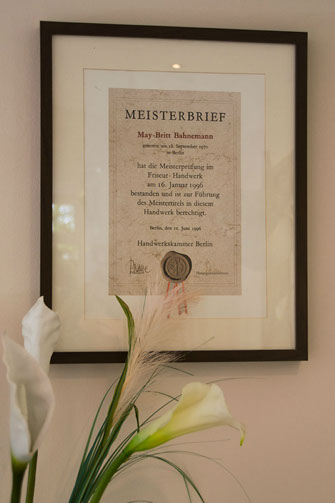 MEISTERBRIEF
May-Britt Bahnemann
geboren am 18. September 1970
in Berlin
hat die Meisterprüfung im
Friseur-Handwerk
am 16. Januar 1996
bestanden und ist zur Führung
des Meistertitels in diesem
Handwerk berechtigt.
Berlin, den 10. Juni 1996
Handwerkskammer Berlin